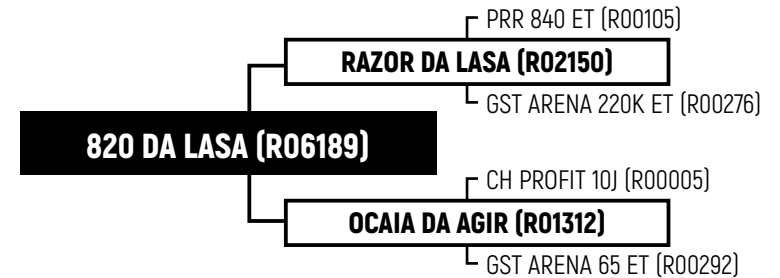 PRR 840 ET (R00105)
RAZOR DA LASA (R02150)
GST ARENA 220K ET (R00276)
820 DA LASA (R06189)
CH PROFIT 10J (R00005)
OCAIA DA AGIR (R01312)
GST ARENA 65 ET (R00292)